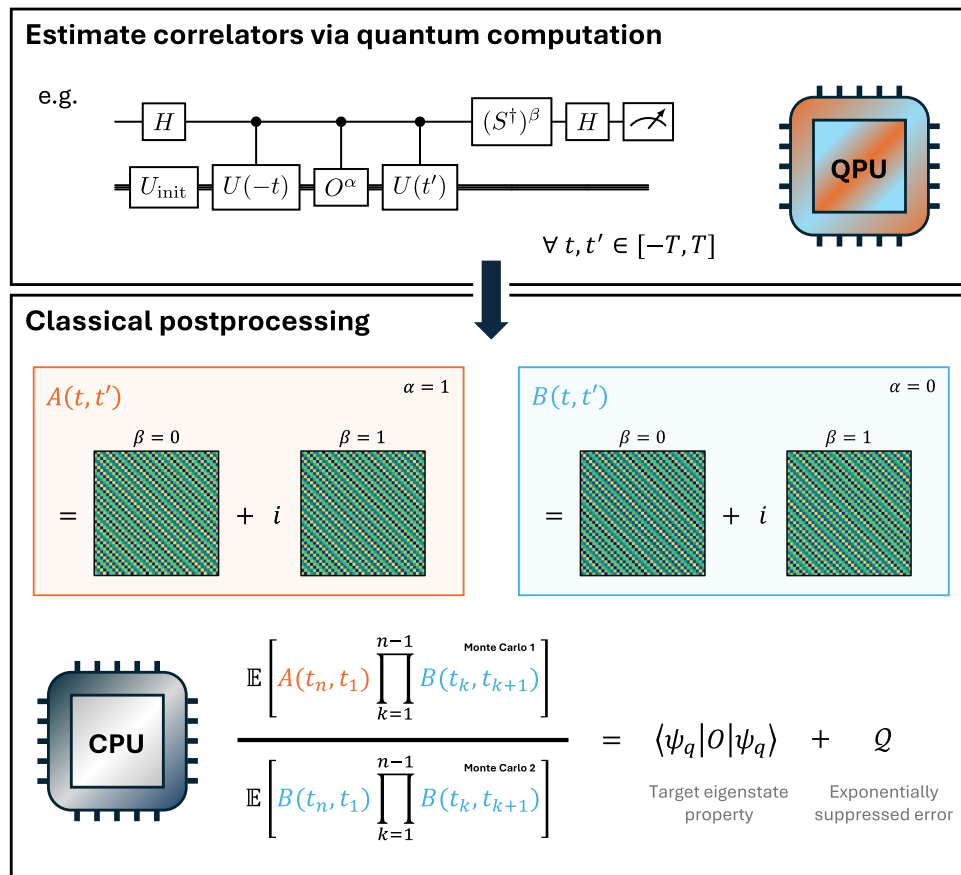 Estimate correlators via quantum computation
e.g.
H (S†)^β H
U_init U(−t) O^α U(t′)
QPU
∀ t, t′ ∈ [−T, T]
Classical postprocessing
A(t, t′) α = 1
β = 0 β = 1
= + i
B(t, t′) α = 0
β = 0 β = 1
= + i
CPU
𝔼 [A(t_n, t_1) ∏_{k=1}^{n−1} B(t_k, t_{k+1})] Monte Carlo 1
𝔼 [B(t_n, t_1) ∏_{k=1}^{n−1} B(t_k, t_{k+1})] Monte Carlo 2
= ⟨ψ_q|O|ψ_q⟩ + 𝒬
Target eigenstate
property
Exponentially
suppressed error